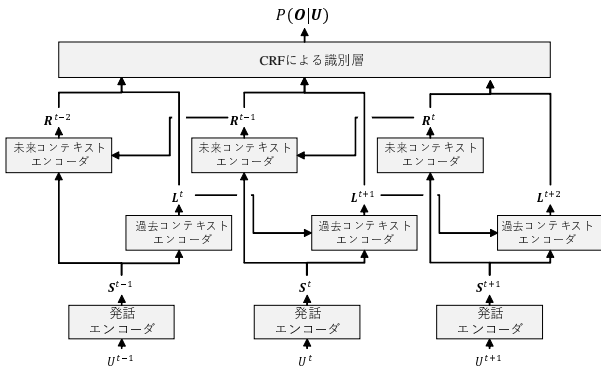 P(O|U)
CRFによる識別層
R^{t-2}
R^{t-1}
R^{t}
未来コンテキスト
エンコーダ
未来コンテキスト
エンコーダ
未来コンテキスト
エンコーダ
L^{t}
L^{t+1}
L^{t+2}
過去コンテキスト
エンコーダ
過去コンテキスト
エンコーダ
過去コンテキスト
エンコーダ
S^{t-1}
S^{t}
S^{t+1}
発話
エンコーダ
発話
エンコーダ
発話
エンコーダ
U^{t-1}
U^{t}
U^{t+1}